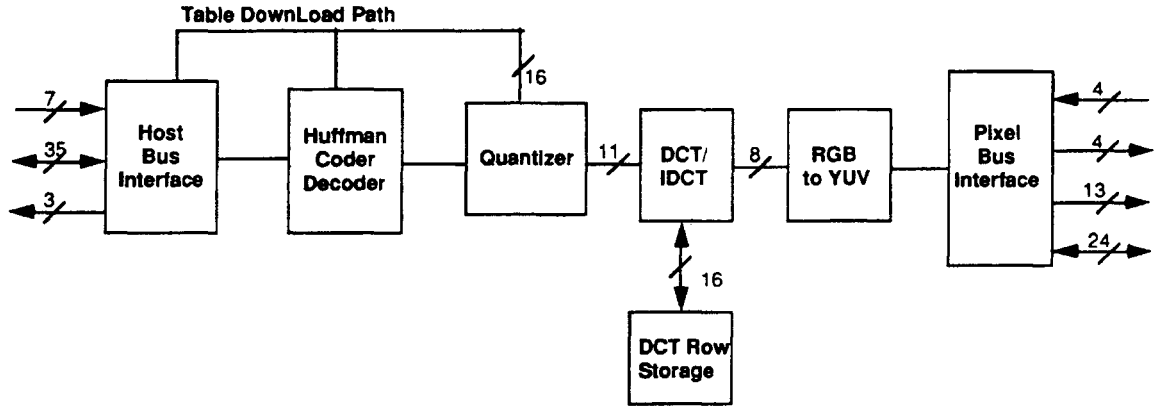 Table DownLoad Path
16
7
35
3
Host
Bus
Interface
Huffman
Coder
Decoder
Quantizer
11
DCT/
IDCT
8
RGB
to YUV
Pixel
Bus
Interface
4
4
13
24
16
DCT Row
Storage